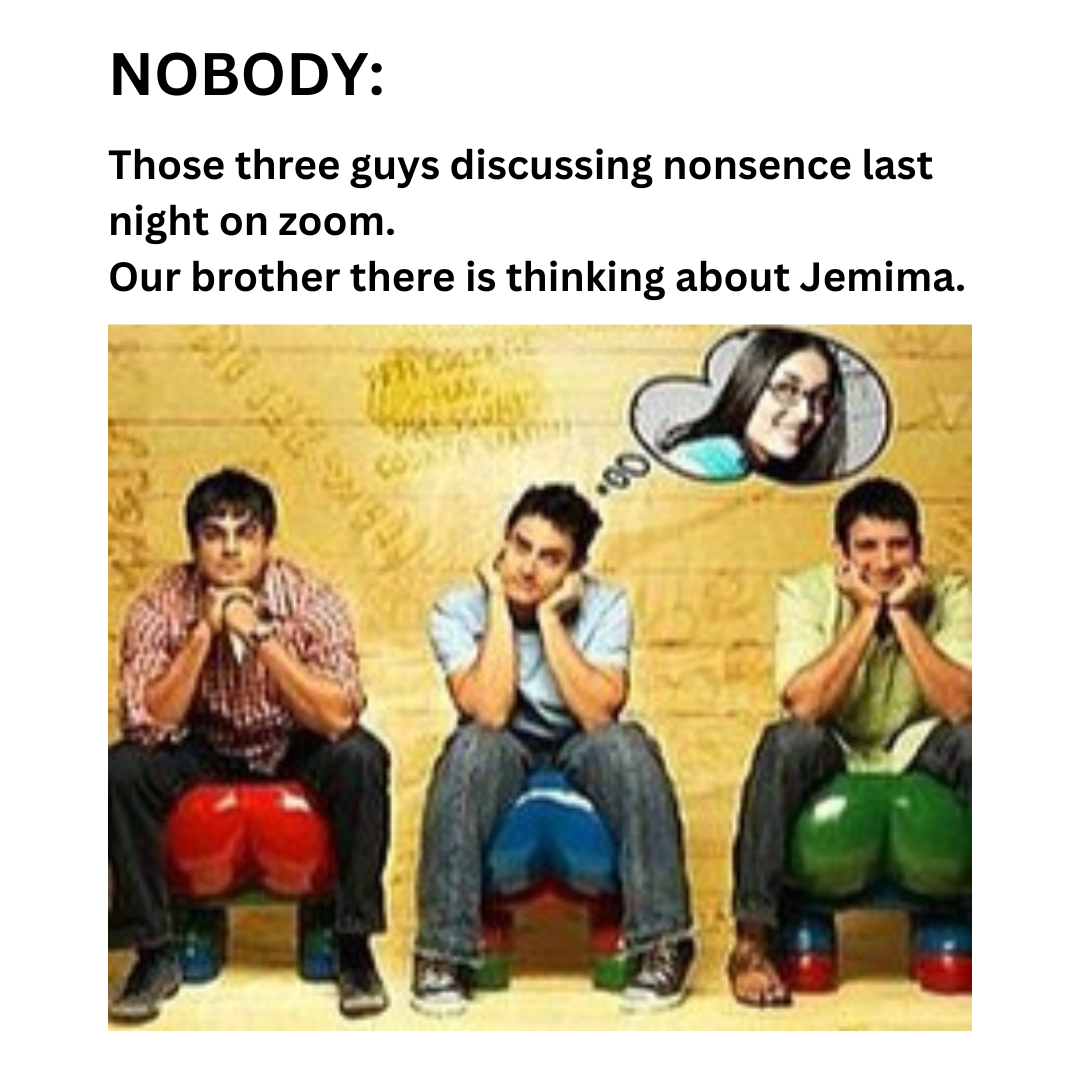 NOBODY:
Those three guys discussing nonsence last
night on zoom.
Our brother there is thinking about Jemima.